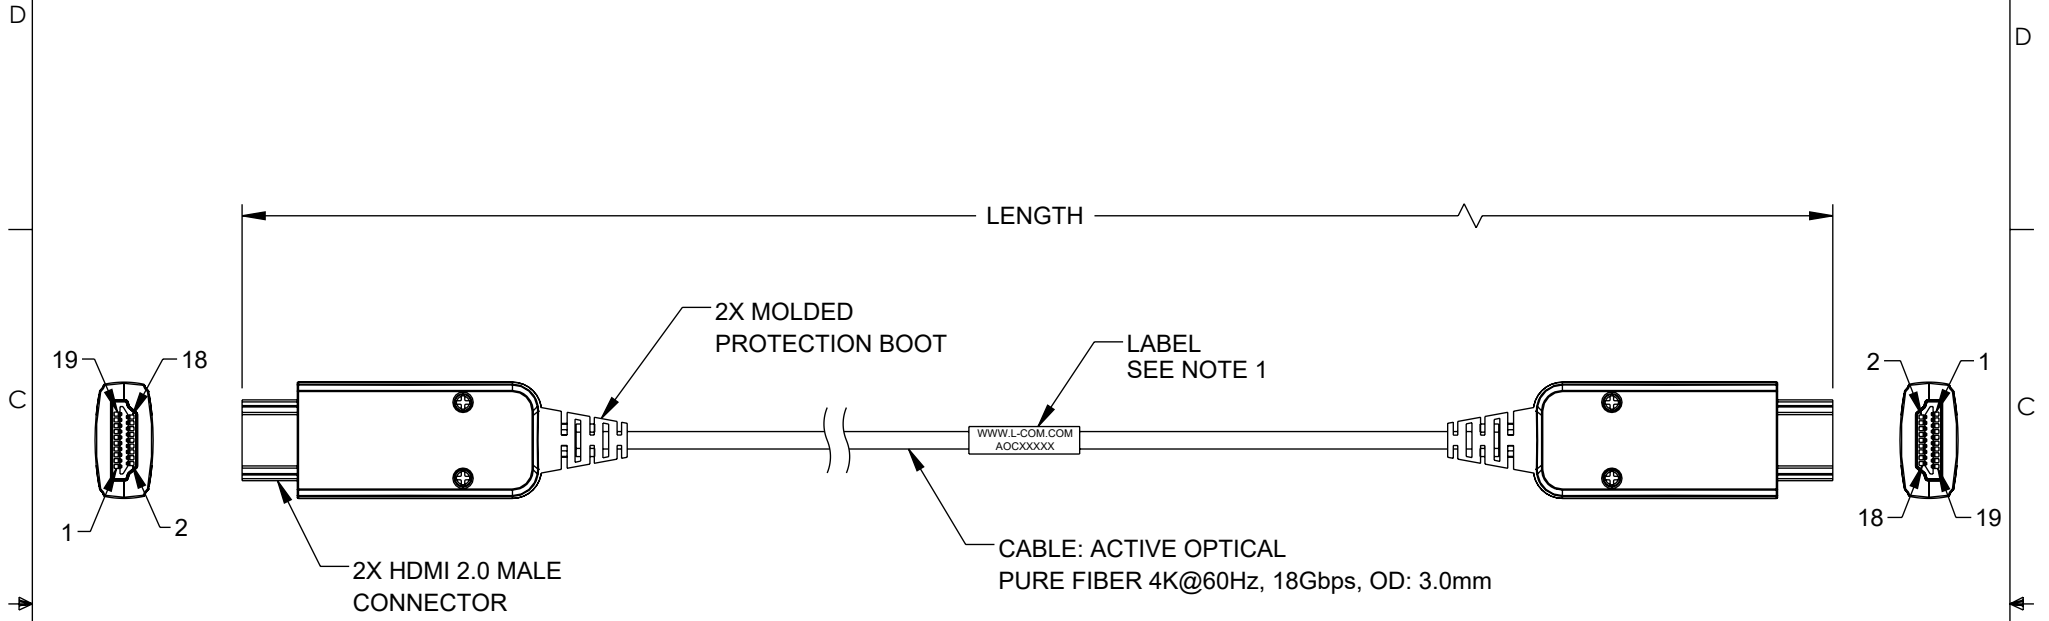 D
D
LENGTH
2X MOLDED
PROTECTION BOOT
LABEL
SEE NOTE 1
19
18
2
1
C
C
WWW.L-COM.COM
AOCXXXXX
1
2
18
19
CABLE: ACTIVE OPTICAL
PURE FIBER 4K@60Hz, 18Gbps, OD: 3.0mm
2X HDMI 2.0 MALE
CONNECTOR